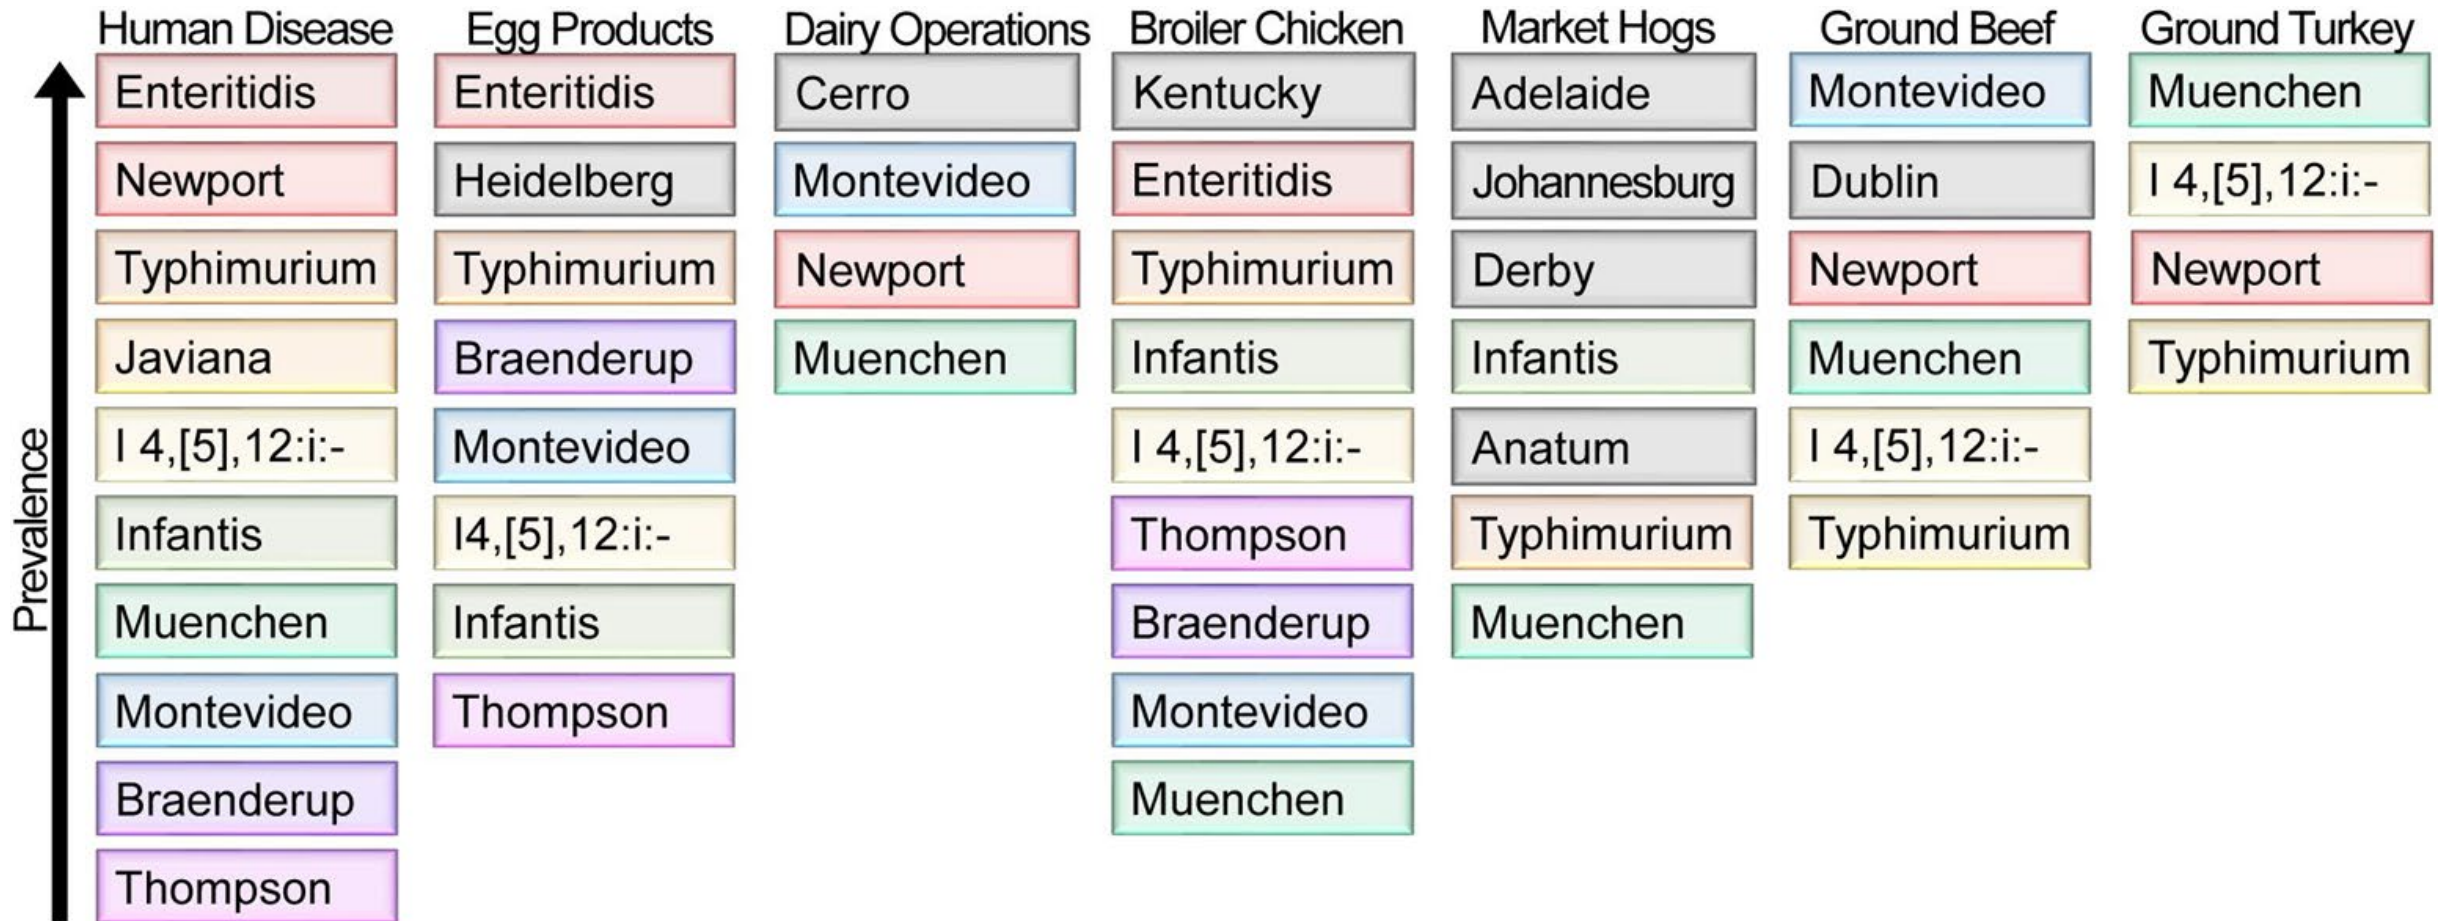 Human Disease Egg Products Dairy Operations Broiler Chicken Market Hogs Ground Beef Ground Turkey
Enteritidis Enteritidis Cerro Kentucky Adelaide Montevideo Muenchen
Newport Heidelberg Montevideo Enteritidis Johannesburg Dublin I 4,[5],12:i:-
Typhimurium Typhimurium Newport Typhimurium Derby Newport Newport
Javiana Braenderup Muenchen Infantis Infantis Muenchen Typhimurium
I 4,[5],12:i:- Montevideo I 4,[5],12:i:- Anatum I 4,[5],12:i:-
Infantis I4,[5],12:i:- Thompson Typhimurium Typhimurium
Muenchen Infantis Braenderup Muenchen
Montevideo Thompson Montevideo
Braenderup Muenchen
Thompson
Prevalence